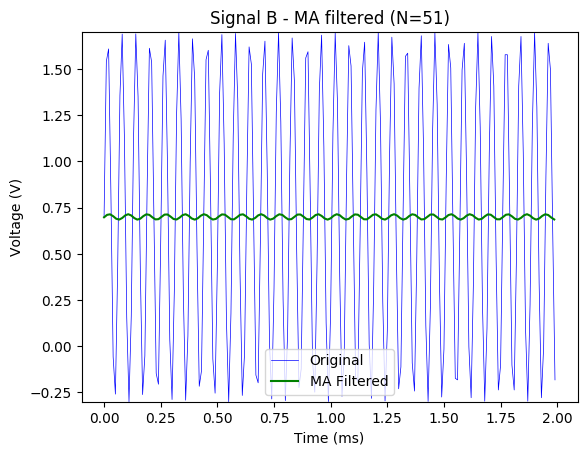 Signal B - MA filtered (N=51)
Voltage (V)
1.50
1.25
1.00
0.75
0.50
0.25
0.00
−0.25
Original
MA Filtered
0.00 0.25 0.50 0.75 1.00 1.25 1.50 1.75 2.00
Time (ms)